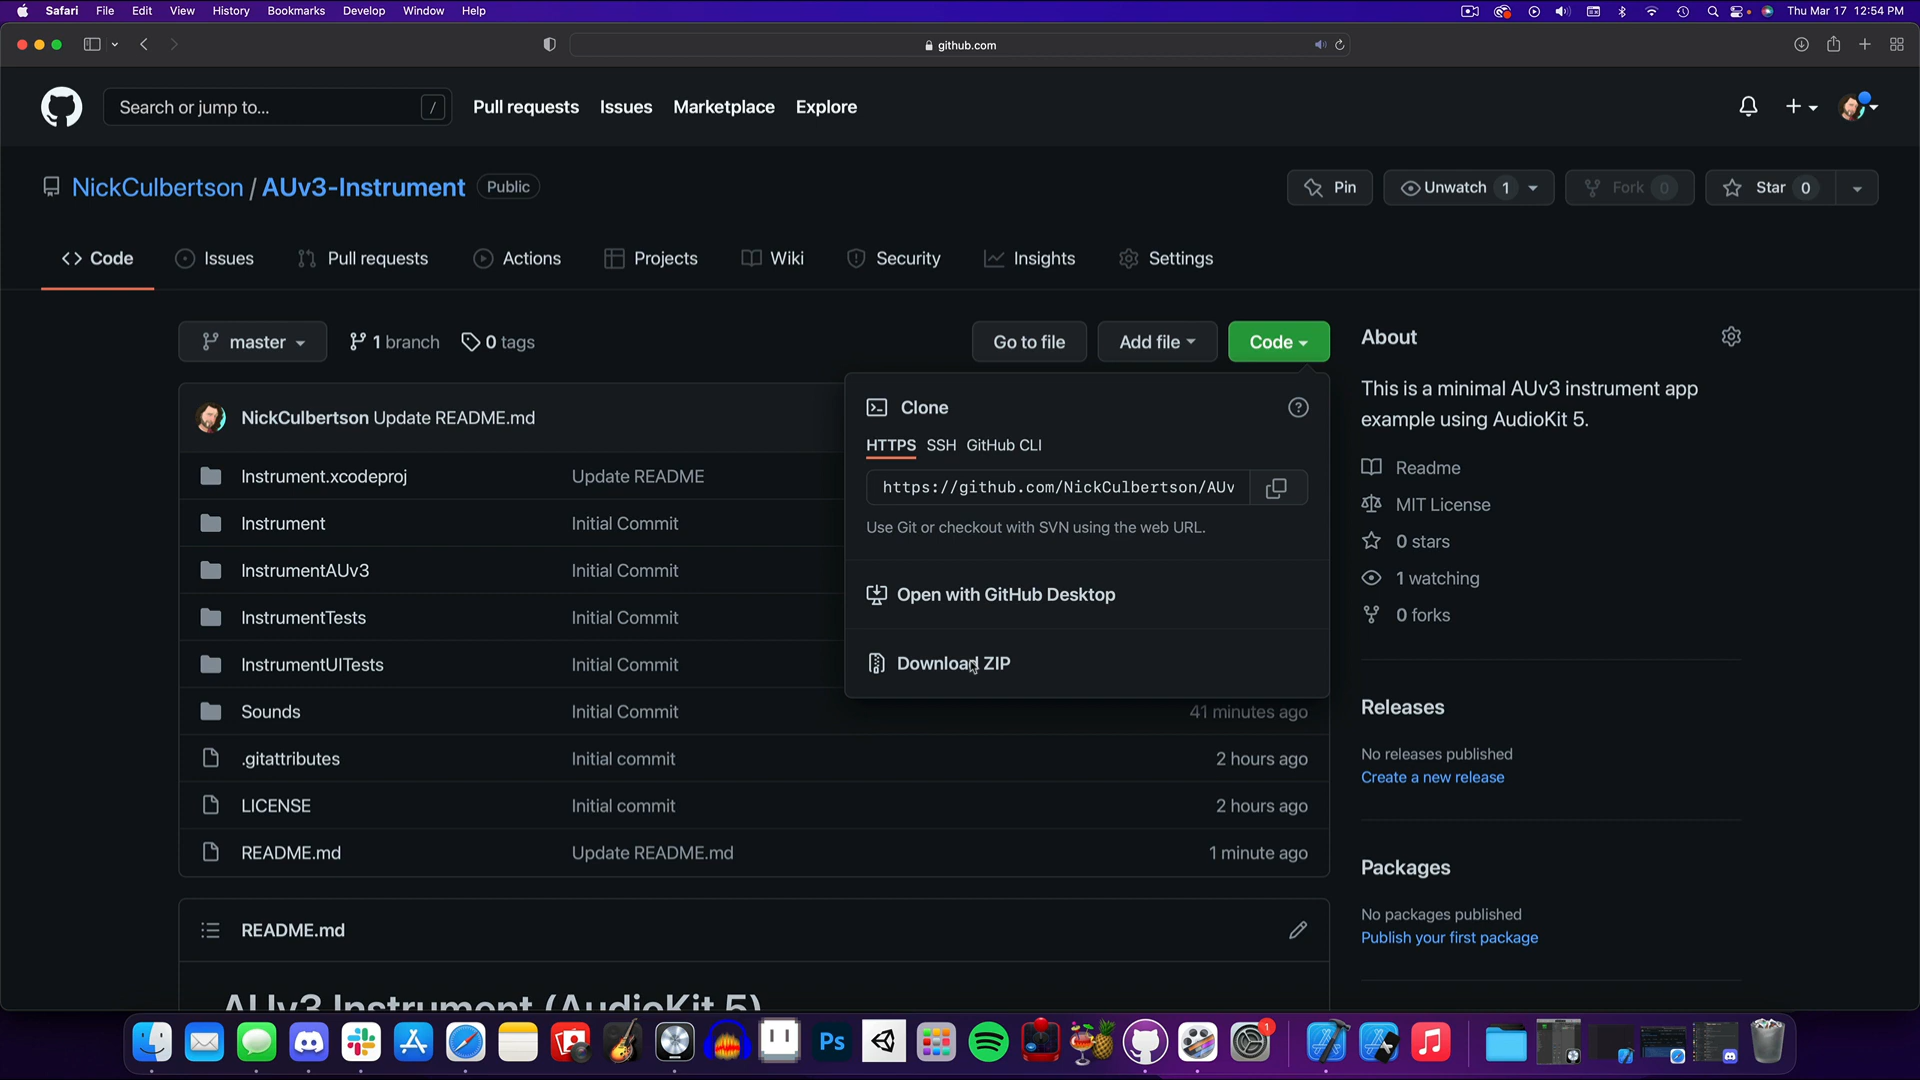 Safari File Edit View History Bookmarks Develop Window Help Thu Mar 17 12:54 PM
github.com
Search or jump to... / Pull requests Issues Marketplace Explore
NickCulbertson / AUv3-Instrument Public Pin Unwatch 1 Fork 0 Star 0
Code Issues Pull requests Actions Projects Wiki Security Insights Settings
master 1 branch 0 tags Go to file Add file Code
NickCulbertson Update README.md
Instrument.xcodeproj Update README
Instrument Initial Commit
InstrumentAUv3 Initial Commit
InstrumentTests Initial Commit
InstrumentUITests Initial Commit
Sounds Initial Commit 41 minutes ago
.gitattributes Initial commit 2 hours ago
LICENSE Initial commit 2 hours ago
README.md Update README.md 1 minute ago
Clone
HTTPS SSH GitHub CLI
https://github.com/NickCulbertson/AUv
Use Git or checkout with SVN using the web URL.
Open with GitHub Desktop
Download ZIP
About
This is a minimal AUv3 instrument app
example using AudioKit 5.
Readme
MIT License
0 stars
1 watching
0 forks
Releases
No releases published
Create a new release
Packages
No packages published
Publish your first package
README.md
AUv3 Instrument (AudioKit 5)
Ps
1